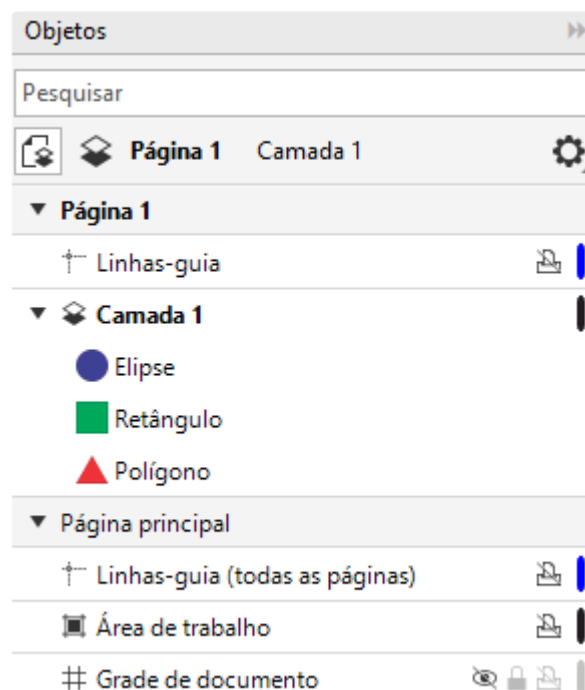 Objetos
Pesquisar
Página 1 Camada 1
Página 1
Linhas-guia
Camada 1
Elipse
Retângulo
Polígono
Página principal
Linhas-guia (todas as páginas)
Área de trabalho
Grade de documento